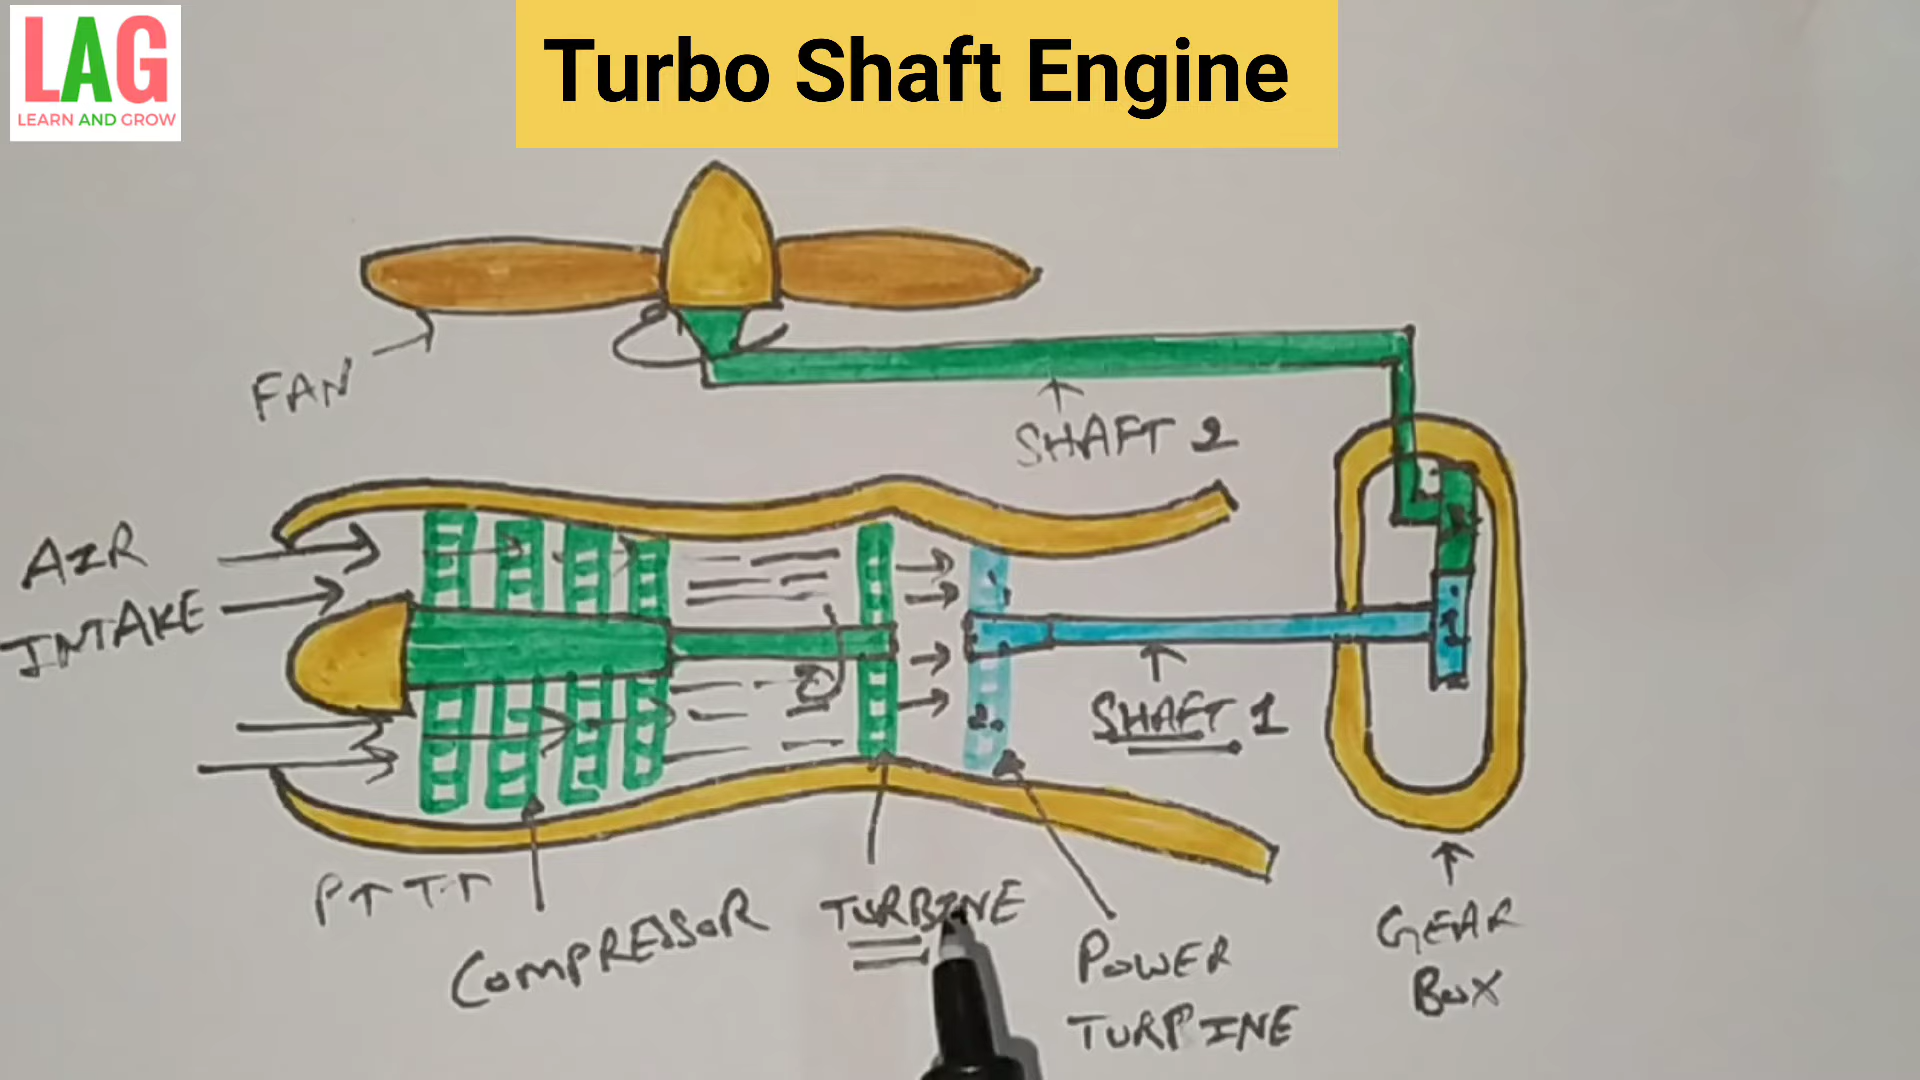 LAG
LEARN AND GROW
Turbo Shaft Engine
FAN
SHAFT 2
AIR
INTAKE
SHAFT 1
P↑ T↑
COMPRESSOR
TURBINE
POWER
TURPINE
GEAR
BOX